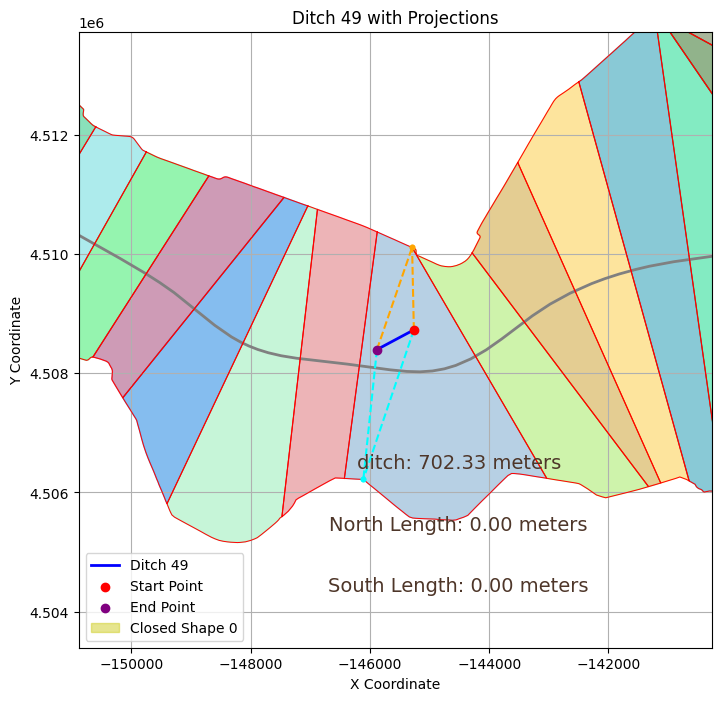 Ditch 49 with Projections
1e6
4.512
4.510
4.508
4.506
4.504
Y Coordinate
ditch: 702.33 meters
North Length: 0.00 meters
South Length: 0.00 meters
Ditch 49
Start Point
End Point
Closed Shape 0
−150000
−148000
−146000
−144000
−142000
X Coordinate